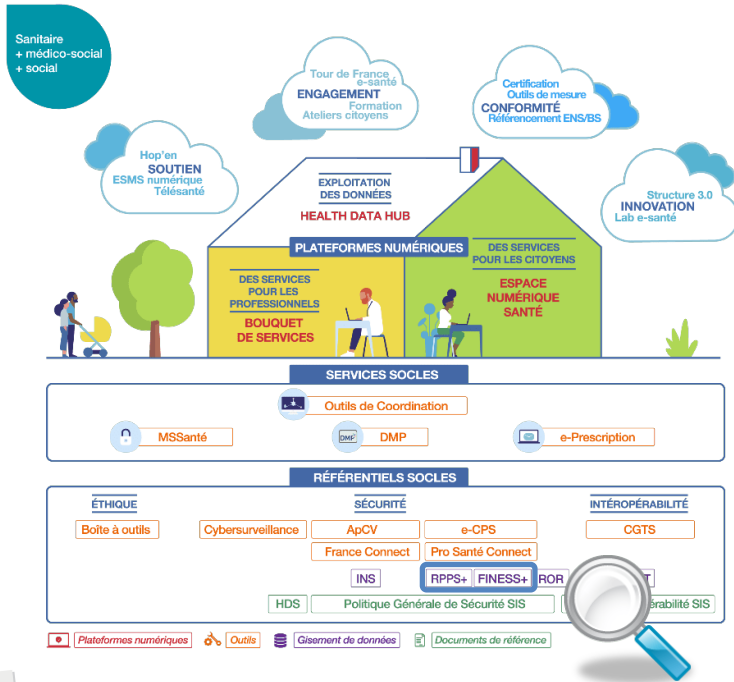 Sanitaire
+ médico-social
+ social
Tour de France
e-santé
ENGAGEMENT
Formation
Ateliers citoyens
Certification
Outils de mesure
CONFORMITÉ
Référencement ENS/BS
Hop'en
SOUTIEN
ESMS numérique
Télésanté
Structure 3.0
INNOVATION
Lab e-santé
EXPLOITATION
DES DONNÉES
HEALTH DATA HUB
PLATEFORMES NUMÉRIQUES
DES SERVICES
POUR LES CITOYENS
ESPACE
NUMÉRIQUE
SANTÉ
DES SERVICES
POUR LES
PROFESSIONNELS
BOUQUET
DE SERVICES
SERVICES SOCLES
Outils de Coordination
MSSanté
DMP
DMP
e-Prescription
RÉFÉRENTIELS SOCLES
ÉTHIQUE
SÉCURITÉ
INTÉROPÉRABILITÉ
Boîte à outils
Cybersurveillance
ApCV
e-CPS
CGTS
France Connect
Pro Santé Connect
INS
RPPS+
FINESS+
ROR
HDS
Politique Générale de Sécurité SIS
érabilité SIS
Plateformes numériques
Outils
Gisement de données
Documents de référence